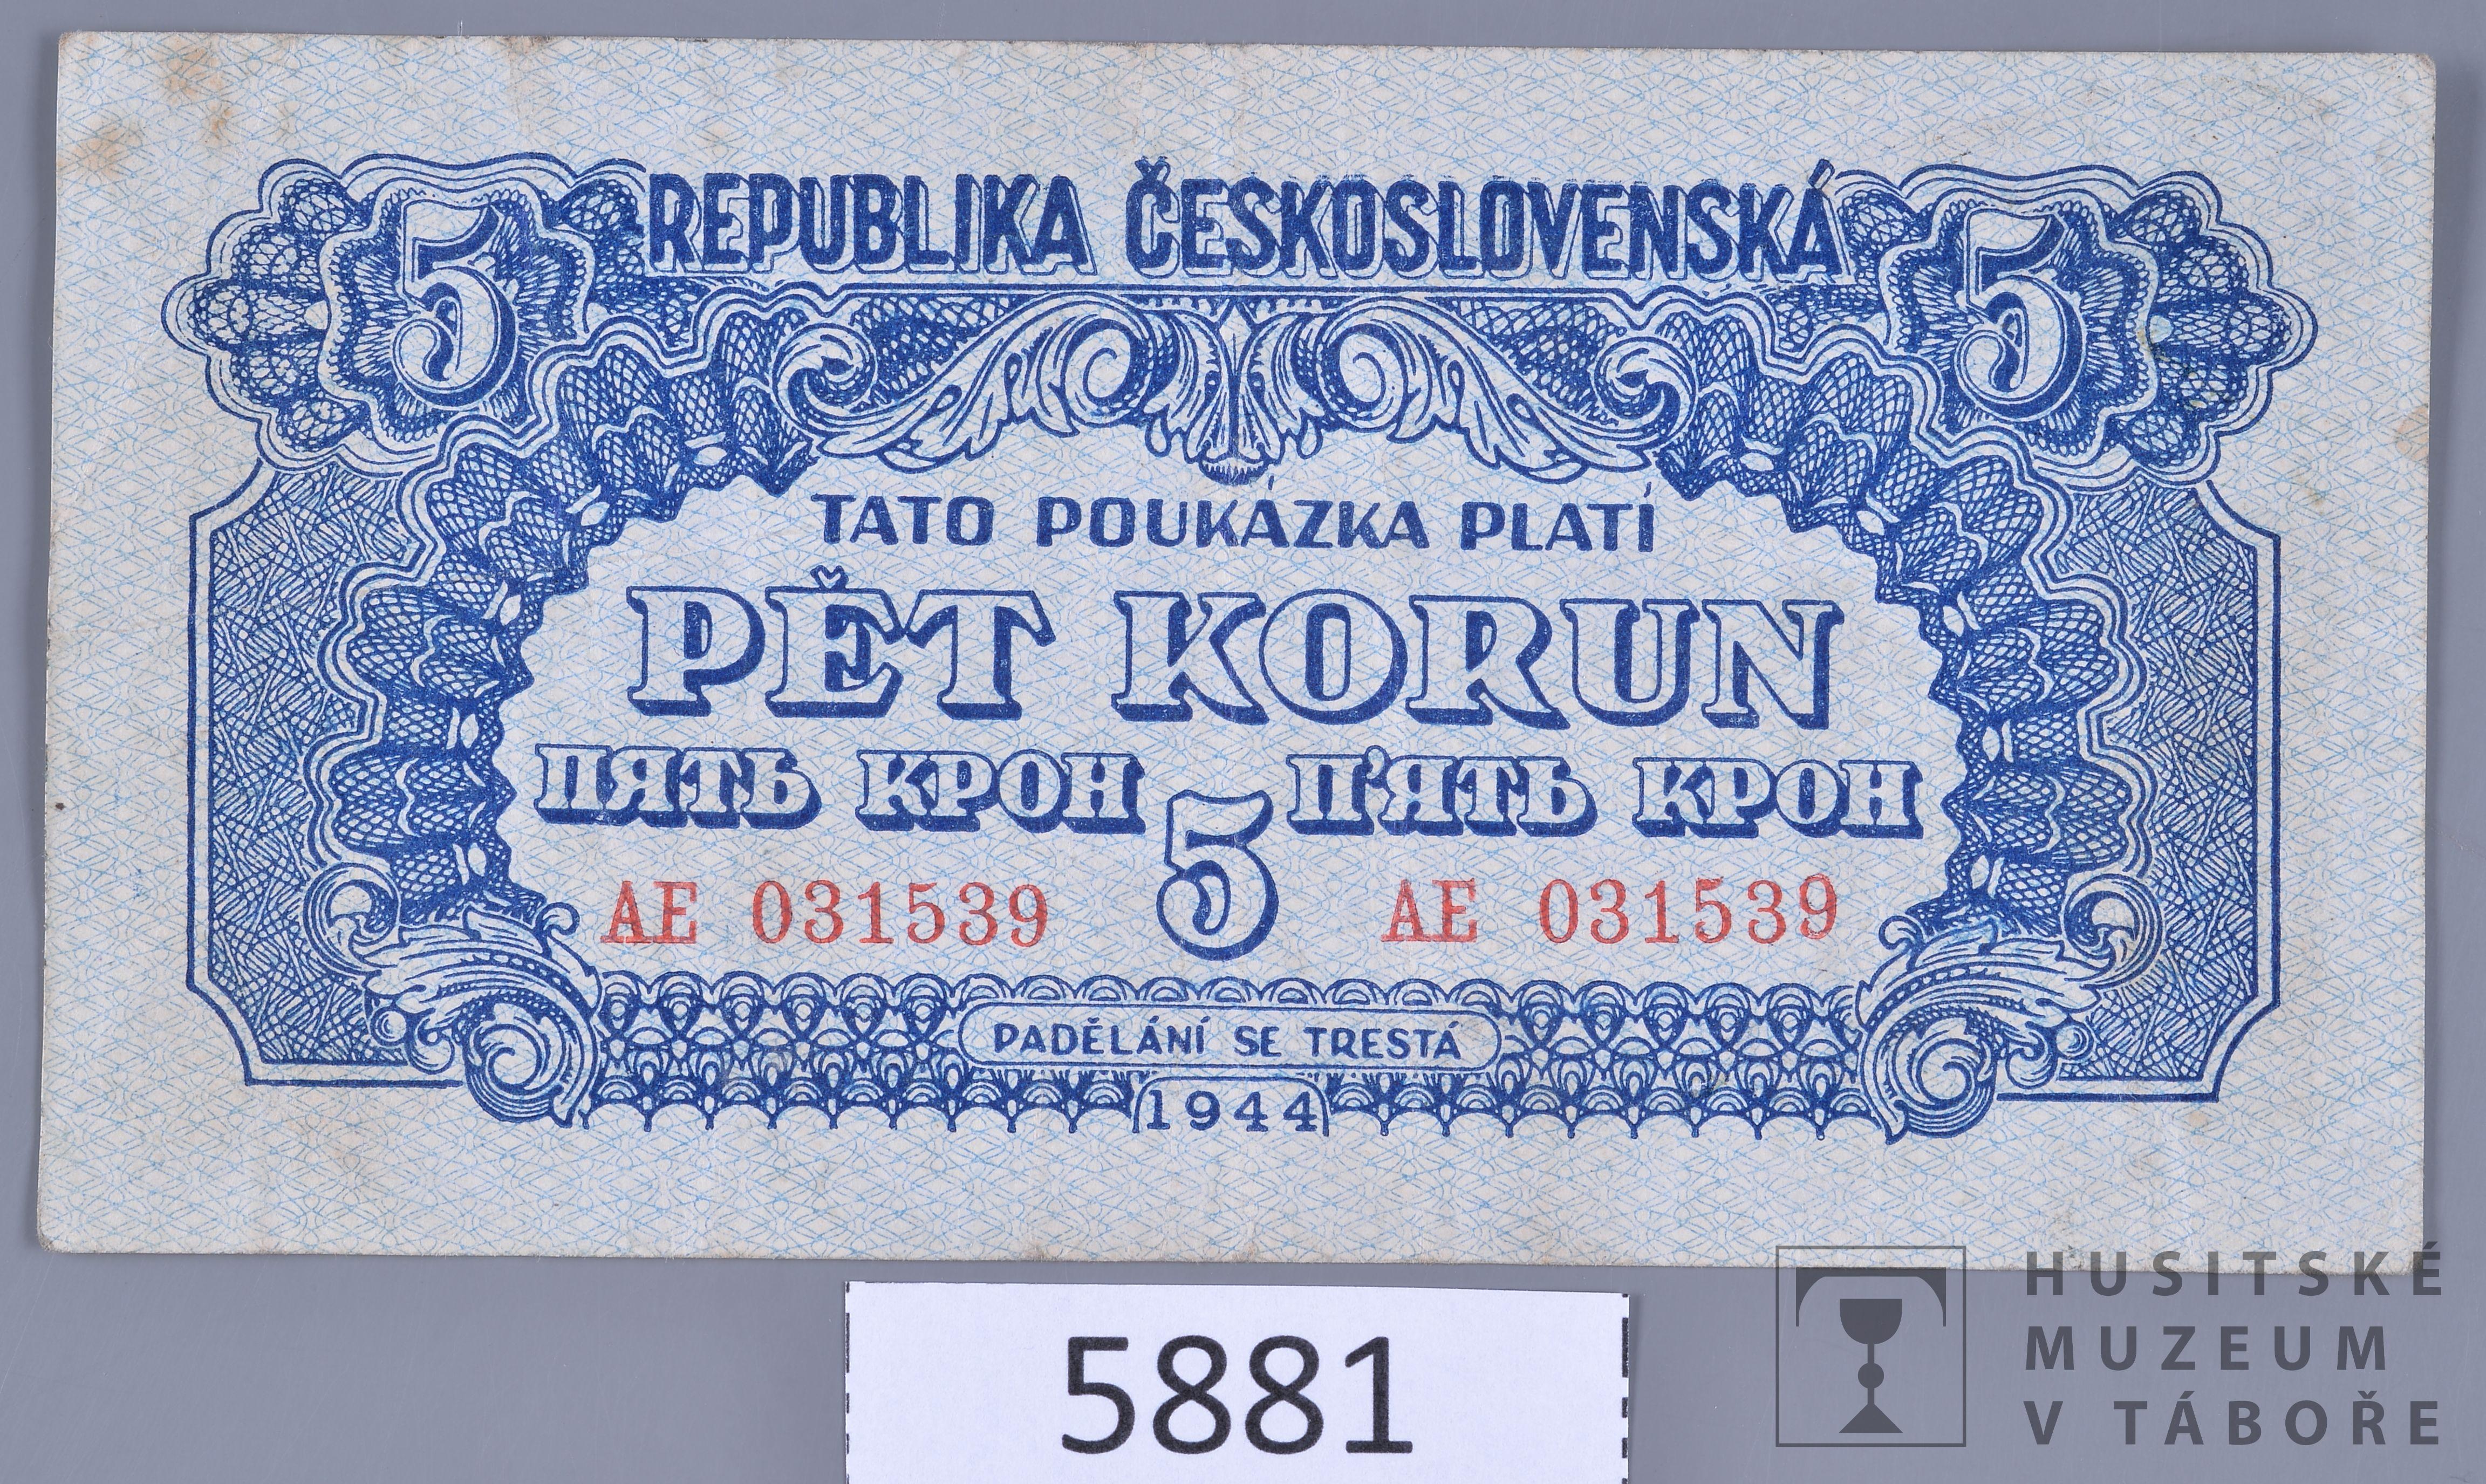 5 REPUBLIKA ČESKOSLOVENSKÁ 5
TATO POUKÁZKA PLATÍ
PĚT KORUN
ПЯТЬ КРОН П'ЯТЬ КРОН
5
AE 031539 AE 031539
PADĚLÁNÍ SE TRESTÁ
1944
5881
HUSITSKÉ
MUZEUM
V TÁBOŘE